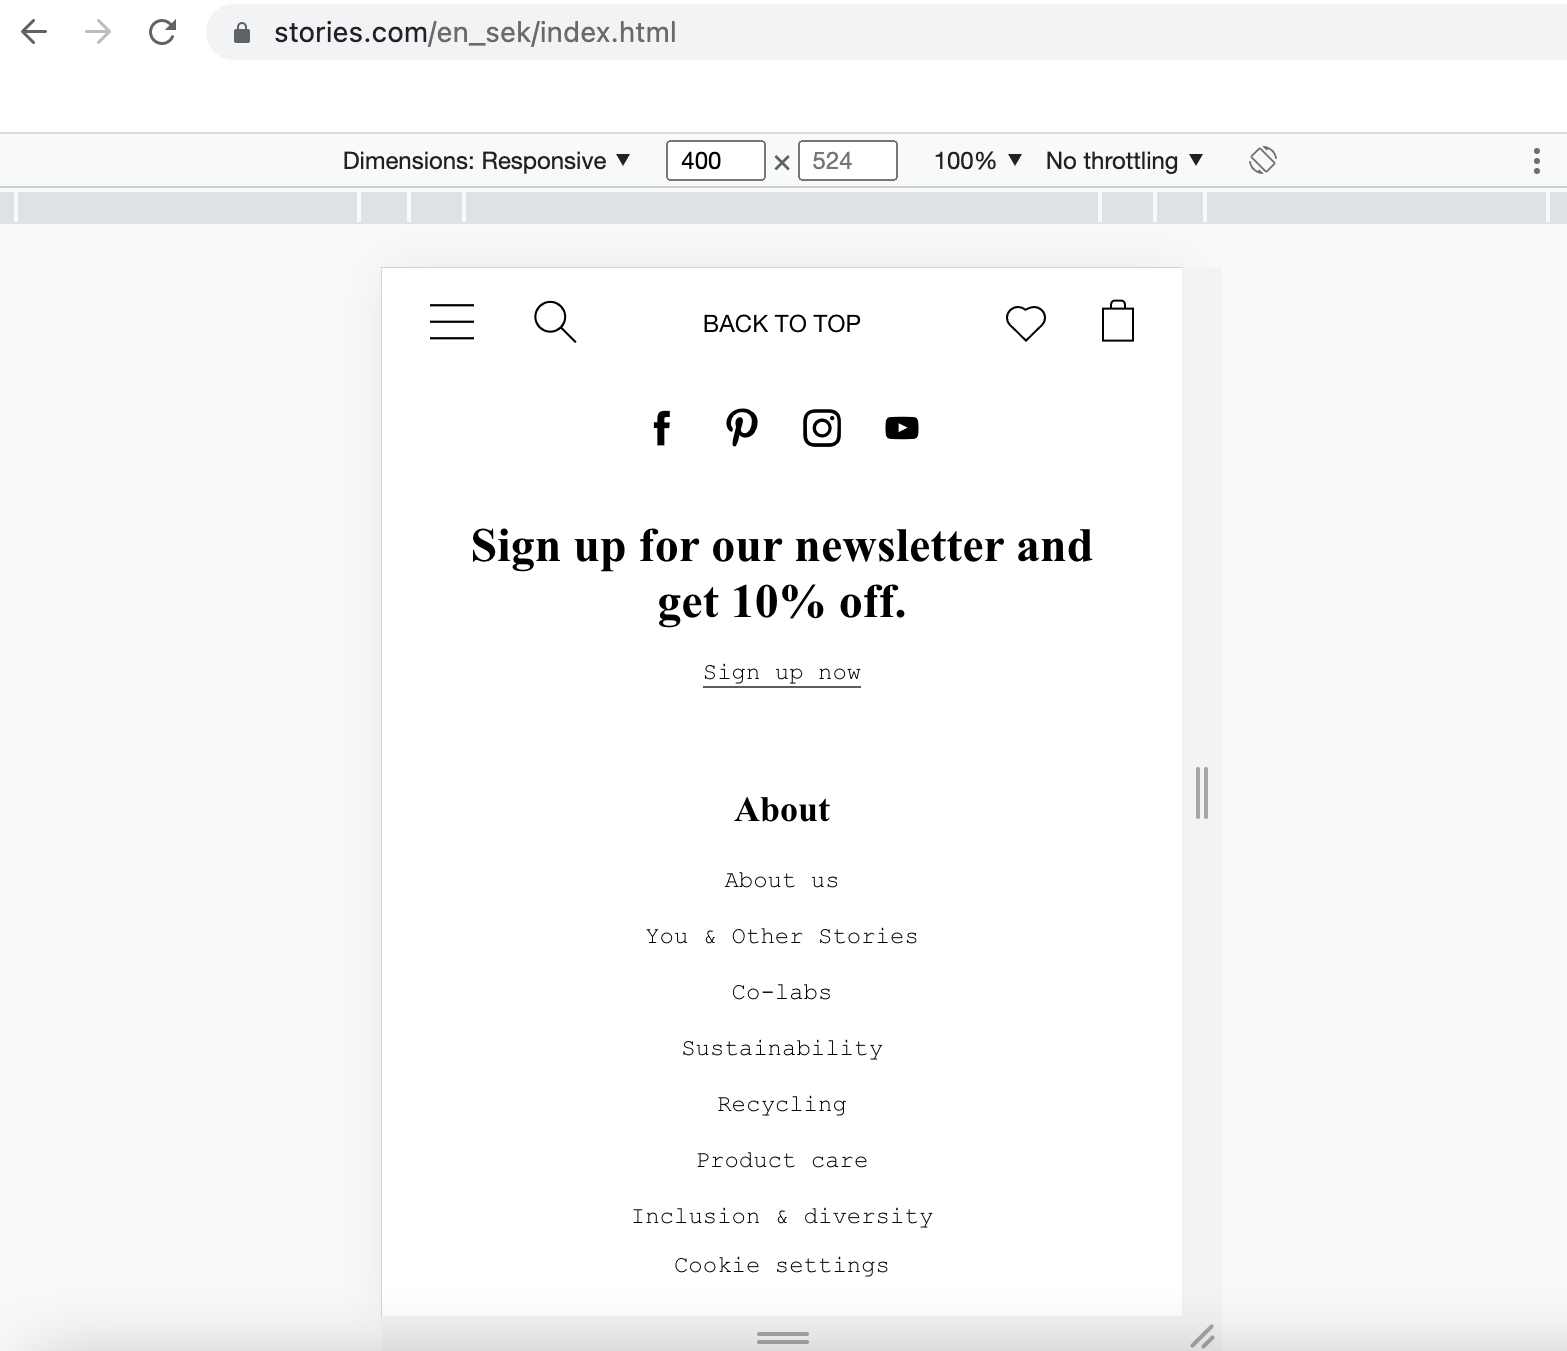 stories.com/en_sek/index.html
Dimensions: Responsive ▼ 400 × 524 100% ▼ No throttling ▼
BACK TO TOP
Sign up for our newsletter and
get 10% off.
Sign up now
About
About us
You & Other Stories
Co-labs
Sustainability
Recycling
Product care
Inclusion & diversity
Cookie settings